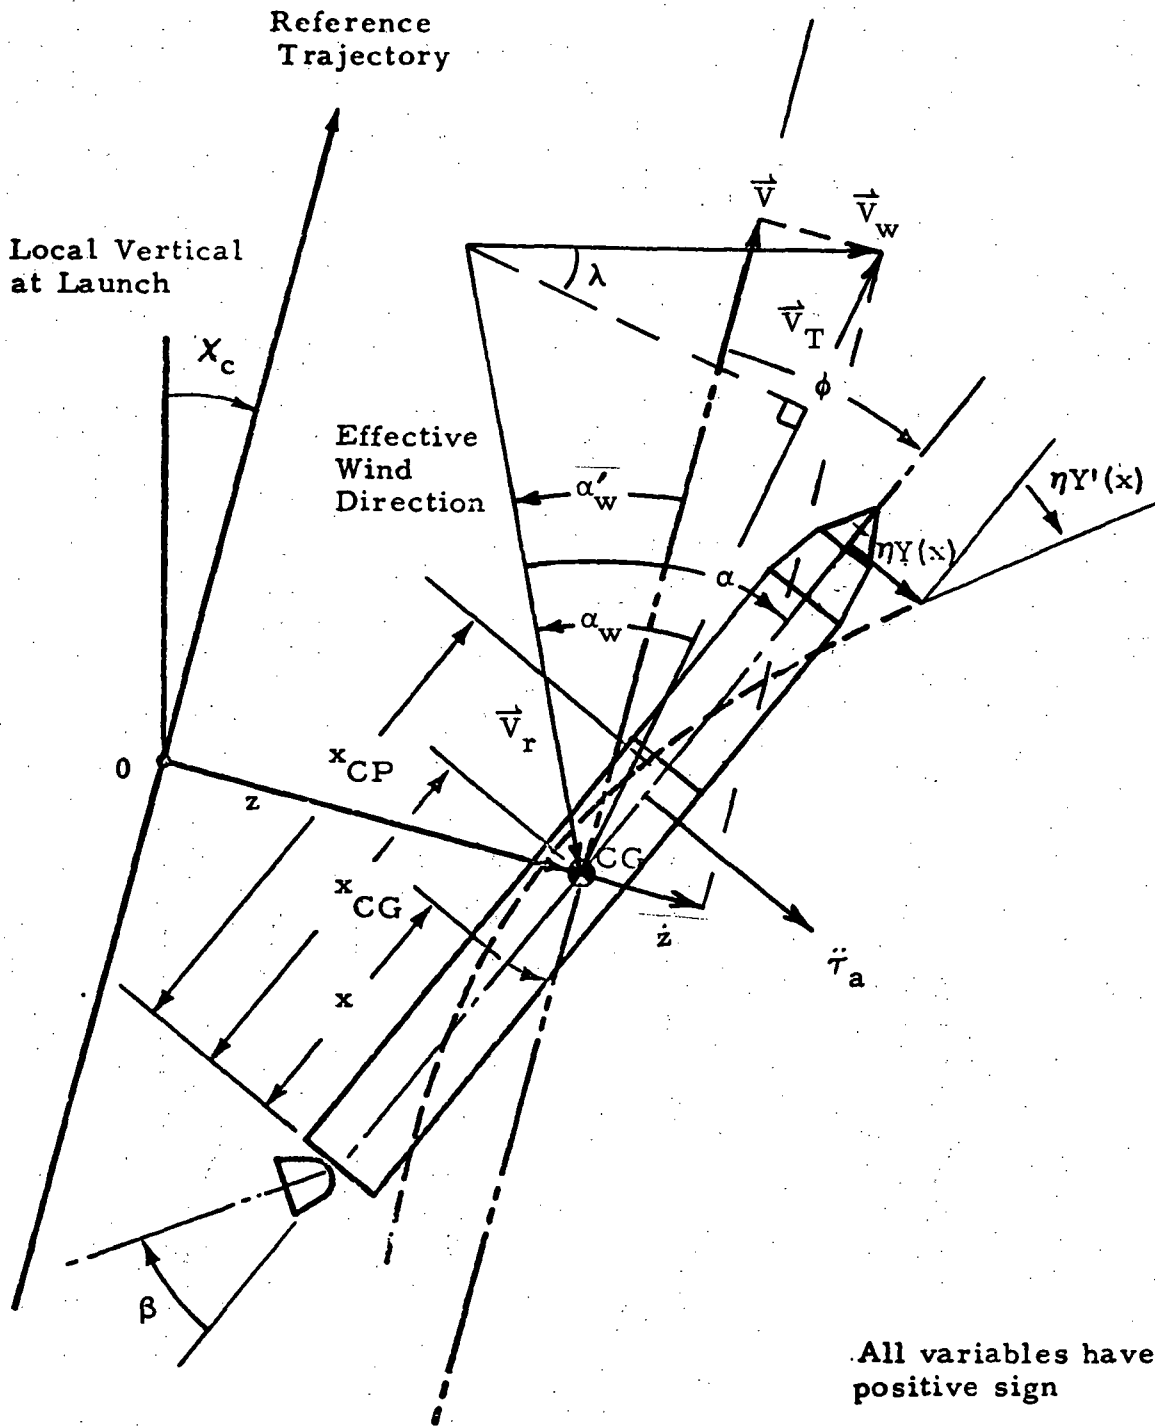 Reference
Trajectory
Local Vertical
at Launch
χc
V⃗
V⃗w
λ
V⃗T
ϕ
Effective
Wind
Direction
α′w
ηY'(x)
ηY(x)
α
αw
V⃗r
xCP
0
z
CG
xCG
ż
τ̈a
x
β
All variables have
positive sign